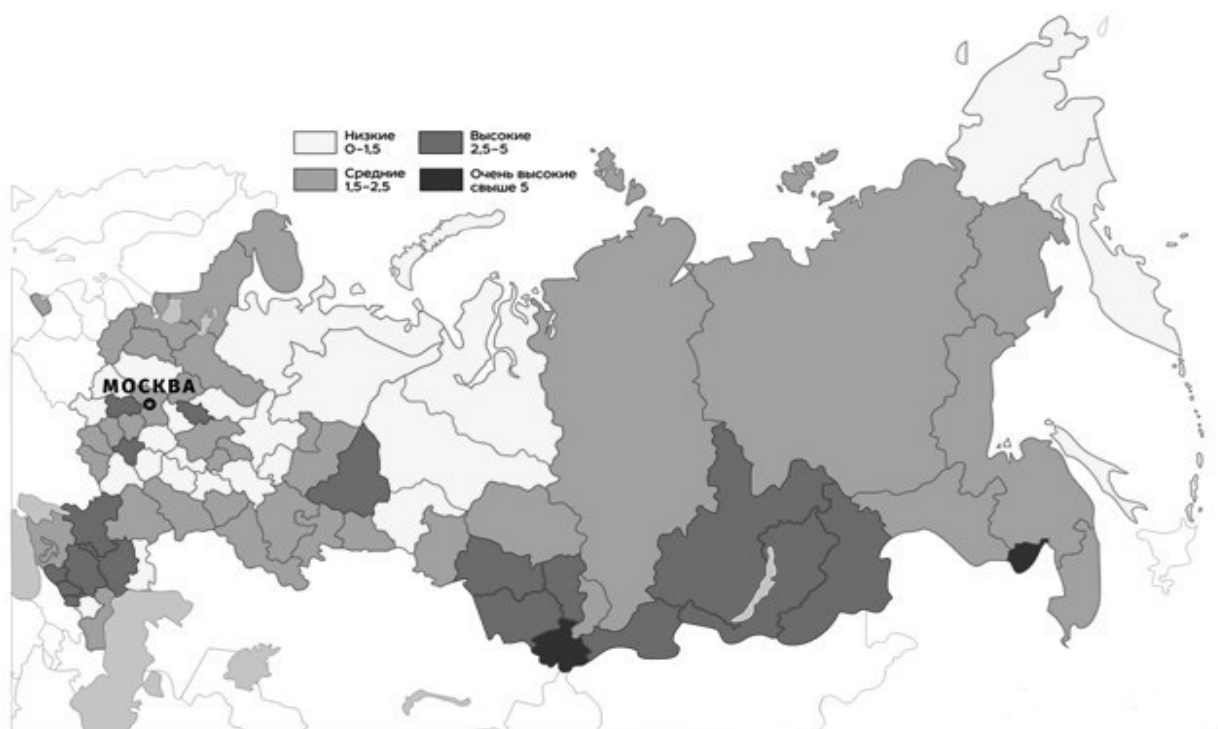 Низкие
0–1,5
Высокие
2,5–5
Средние
1,5–2,5
Очень высокие
свыше 5
МОСКВА